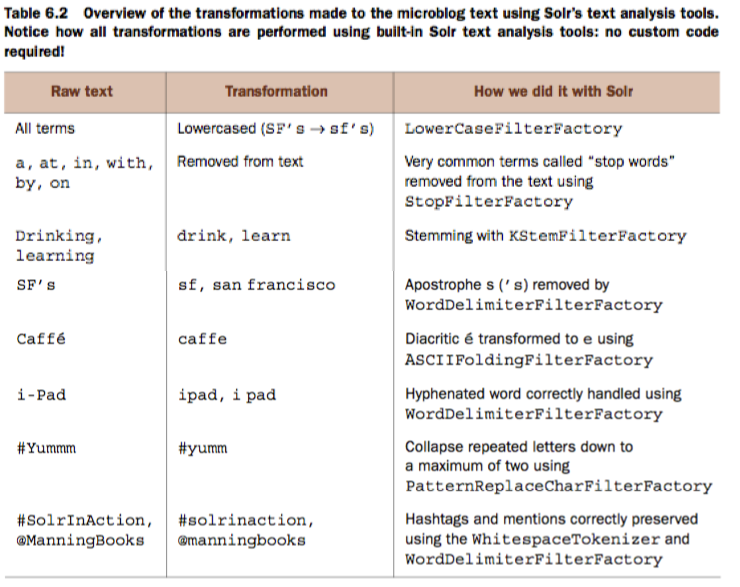 Table 6.2 Overview of the transformations made to the microblog text using Solr's text analysis tools.
Notice how all transformations are performed using built-in Solr text analysis tools: no custom code
required!
Raw text Transformation How we did it with Solr
All terms Lowercased (SF's → sf's) LowerCaseFilterFactory
a, at, in, with, Removed from text Very common terms called "stop words"
by, on removed from the text using
StopFilterFactory
Drinking, drink, learn Stemming with KStemFilterFactory
learning
SF's sf, san francisco Apostrophe s ('s) removed by
WordDelimiterFilterFactory
Caffé caffe Diacritic é transformed to e using
ASCIIFoldingFilterFactory
i-Pad ipad, i pad Hyphenated word correctly handled using
WordDelimiterFilterFactory
#Yummm #yumm Collapse repeated letters down to
a maximum of two using
PatternReplaceCharFilterFactory
#SolrInAction, #solrinaction, Hashtags and mentions correctly preserved
@ManningBooks @manningbooks using the WhitespaceTokenizer and
WordDelimiterFilterFactory